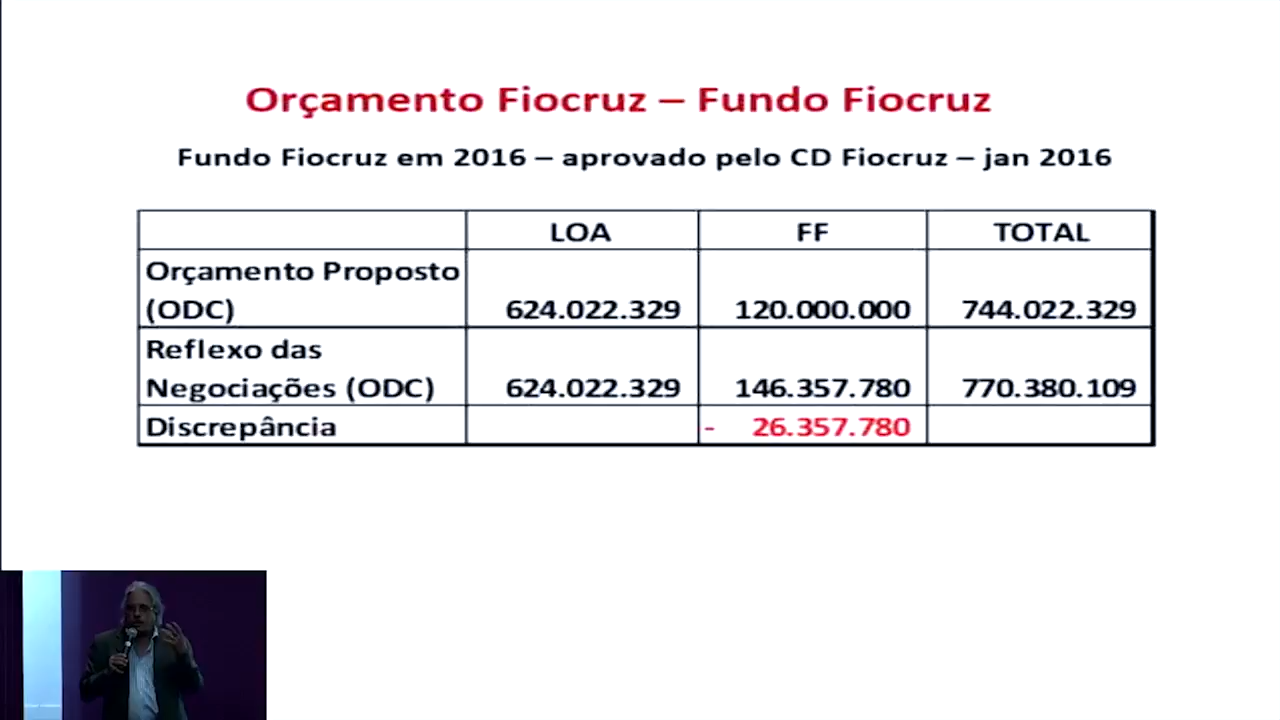 Orçamento Fiocruz – Fundo Fiocruz
Fundo Fiocruz em 2016 – aprovado pelo CD Fiocruz – jan 2016
LOA FF TOTAL
Orçamento Proposto
(ODC) 624.022.329 120.000.000 744.022.329
Reflexo das
Negociações (ODC) 624.022.329 146.357.780 770.380.109
Discrepância - 26.357.780